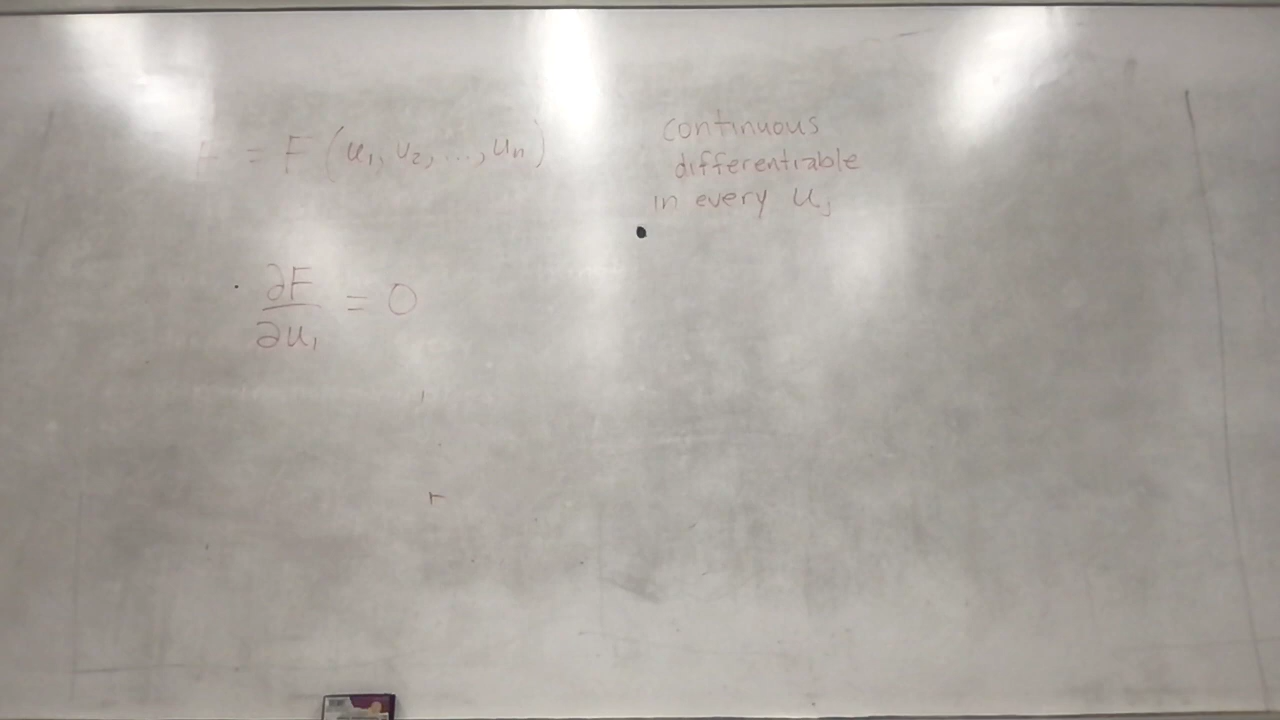 F = F(u₁, u₂, ..., uₙ)
continuous
differentiable
in every uⱼ
∂F/∂u₁ = 0